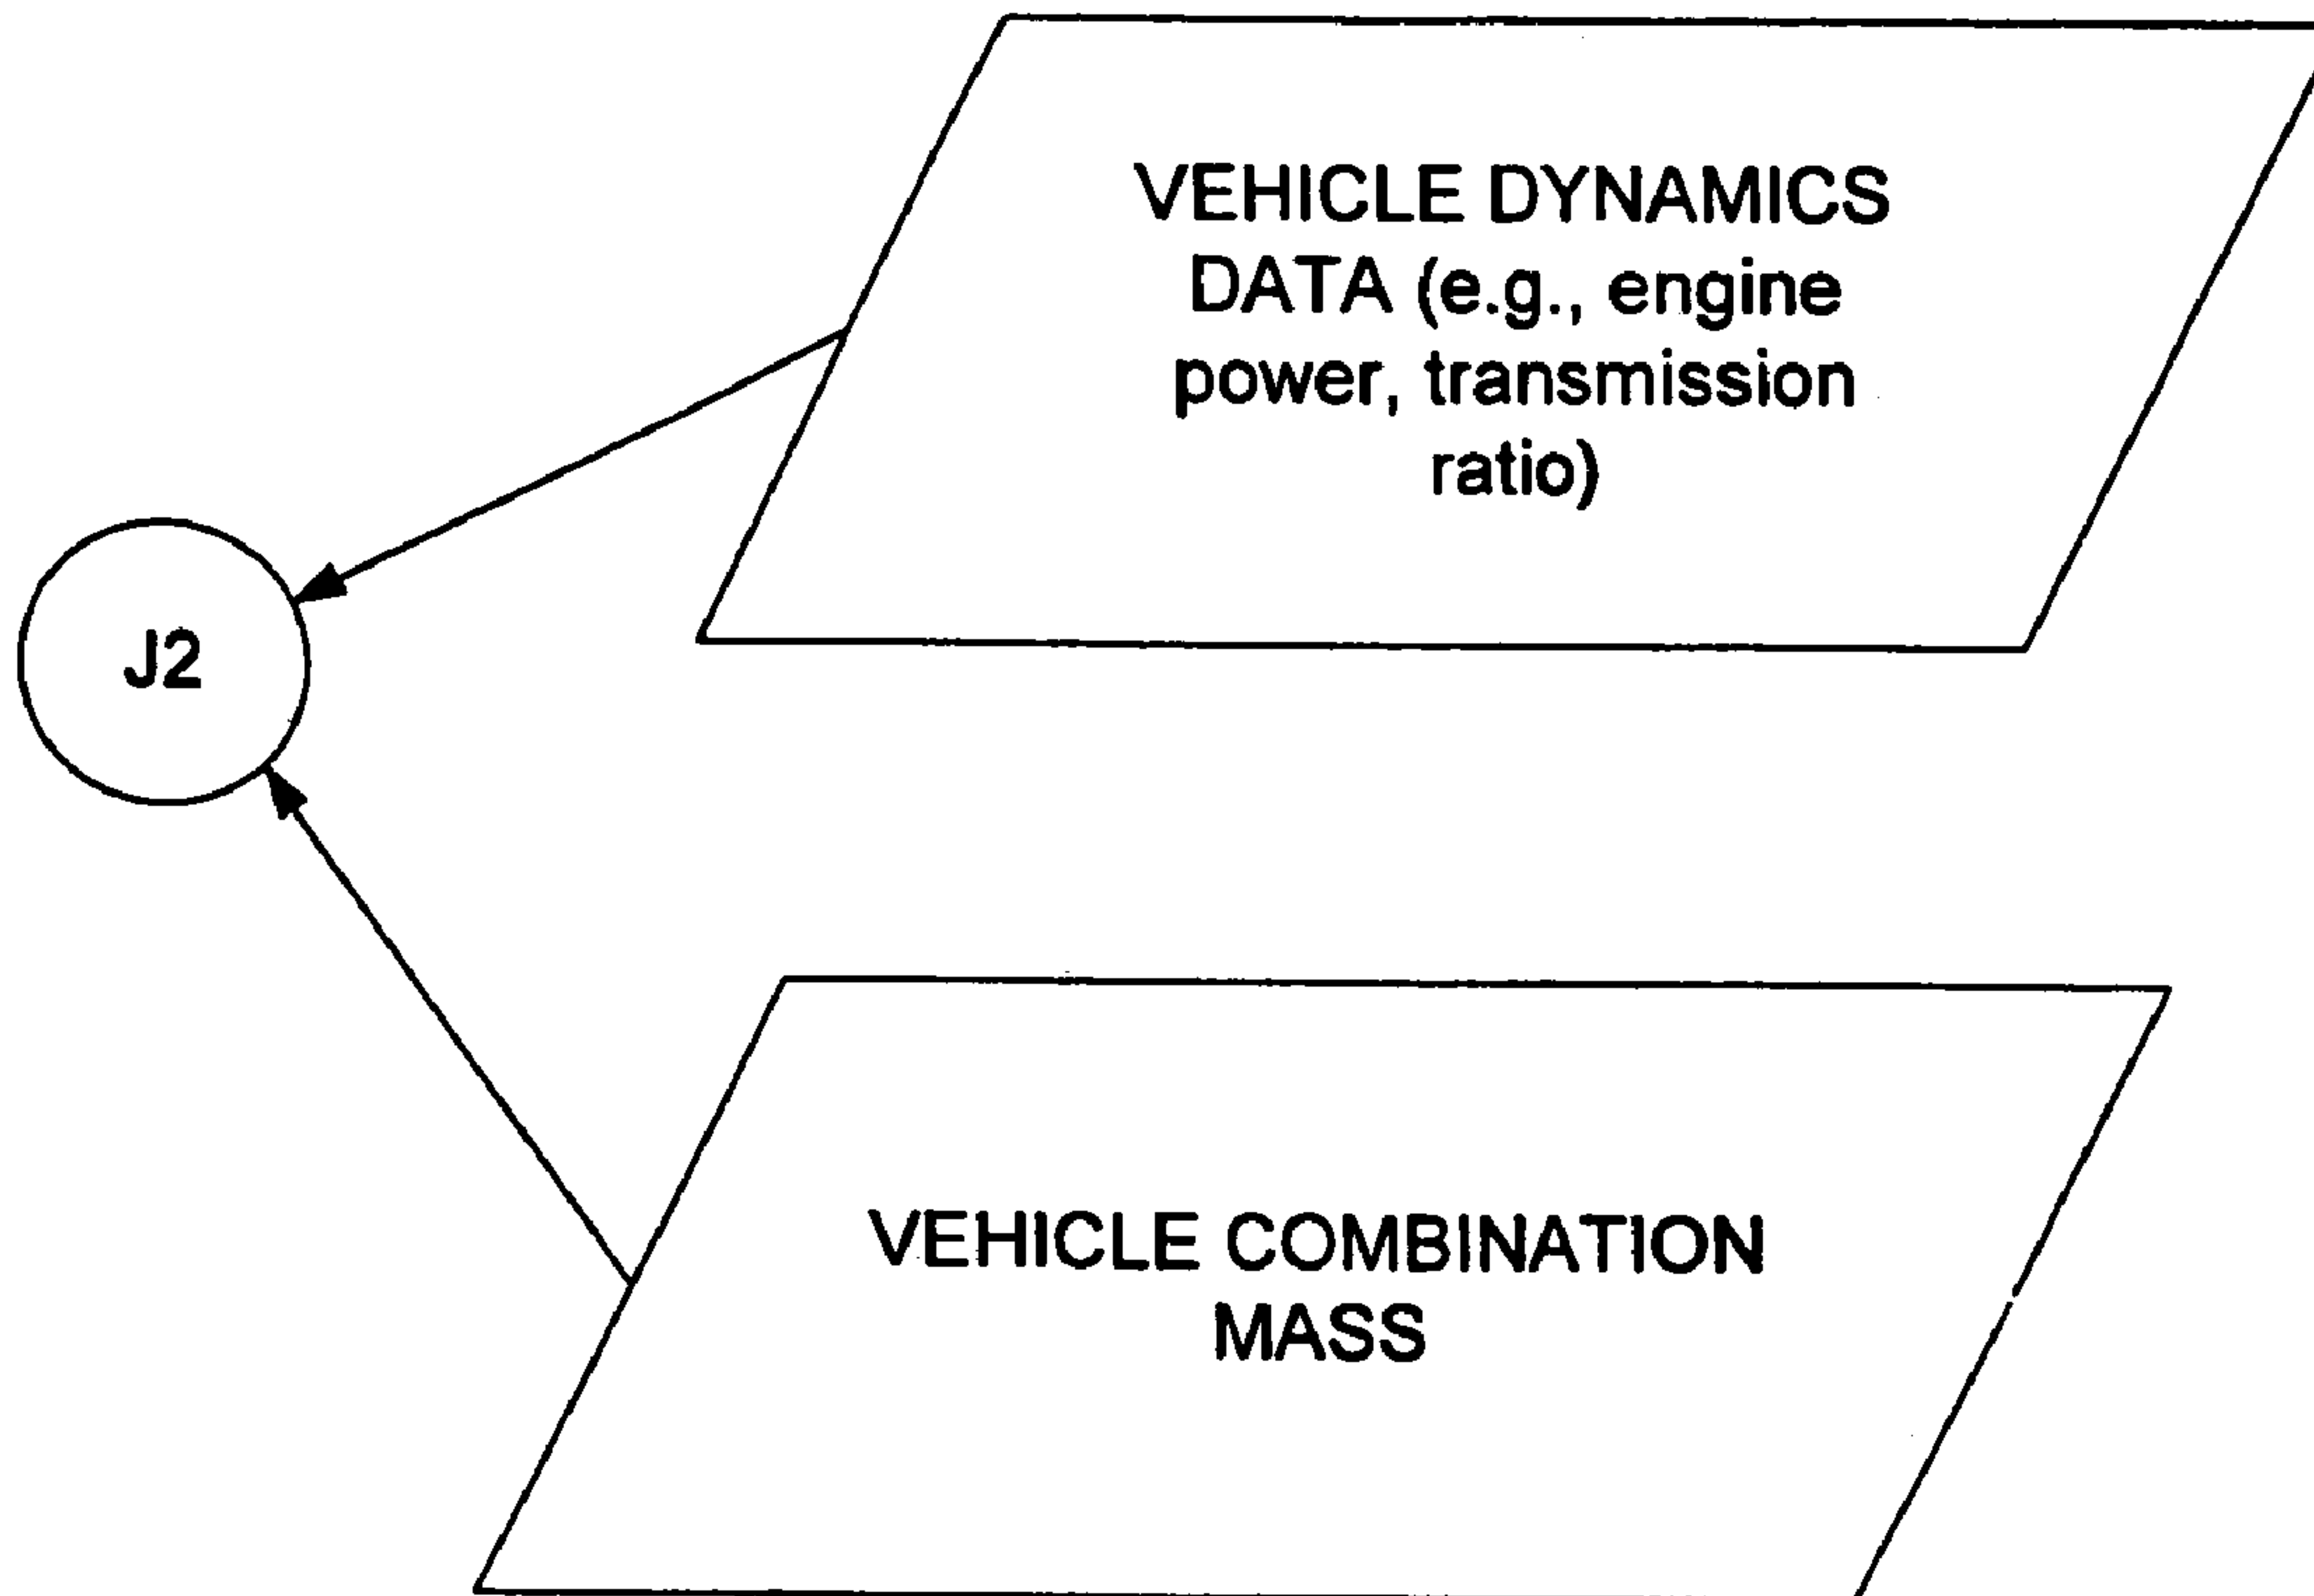 VEHICLE DYNAMICS
DATA (e.g., engine
power, transmission
ratio)
J2
VEHICLE COMBINATION
MASS